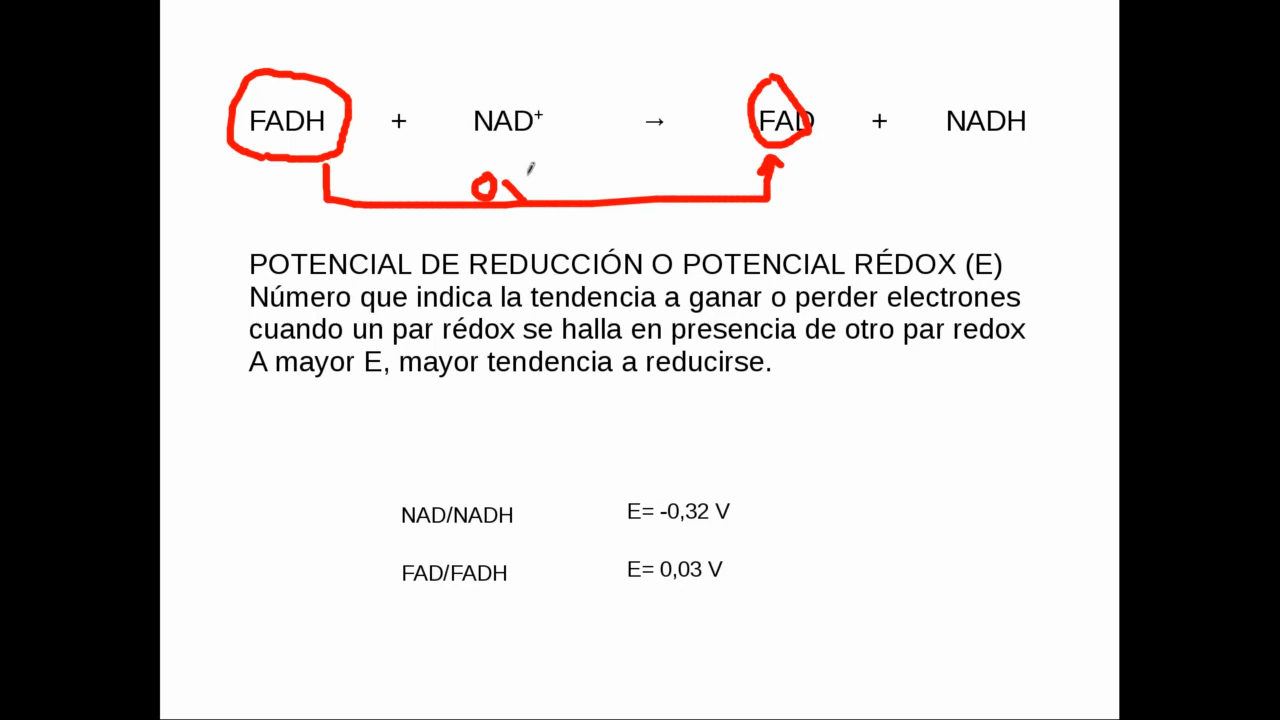 FADH + NAD+ → FAD + NADH
POTENCIAL DE REDUCCIÓN O POTENCIAL RÉDOX (E)
Número que indica la tendencia a ganar o perder electrones
cuando un par rédox se halla en presencia de otro par redox
A mayor E, mayor tendencia a reducirse.
NAD/NADH E= -0,32 V
FAD/FADH E= 0,03 V